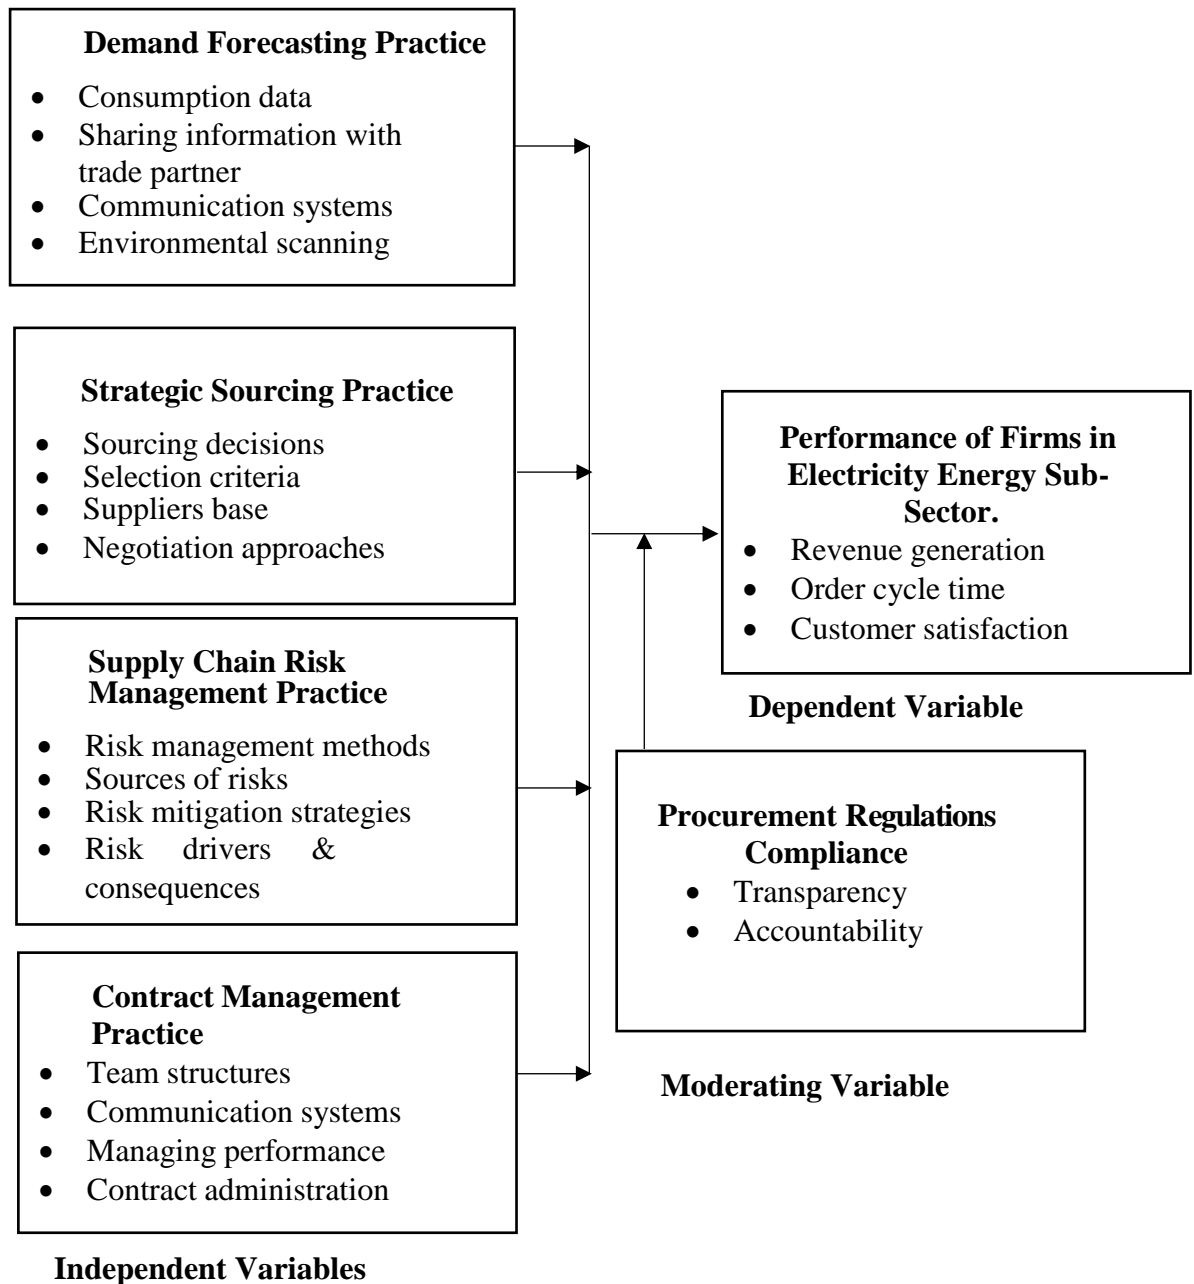 Demand Forecasting Practice
• Consumption data
• Sharing information with
trade partner
• Communication systems
• Environmental scanning
Strategic Sourcing Practice
• Sourcing decisions
• Selection criteria
• Suppliers base
• Negotiation approaches
Supply Chain Risk
Management Practice
• Risk management methods
• Sources of risks
• Risk mitigation strategies
• Risk drivers &
consequences
Contract Management
Practice
• Team structures
• Communication systems
• Managing performance
• Contract administration
Independent Variables
Performance of Firms in
Electricity Energy Sub-
Sector.
• Revenue generation
• Order cycle time
• Customer satisfaction
Dependent Variable
Procurement Regulations
Compliance
• Transparency
• Accountability
Moderating Variable